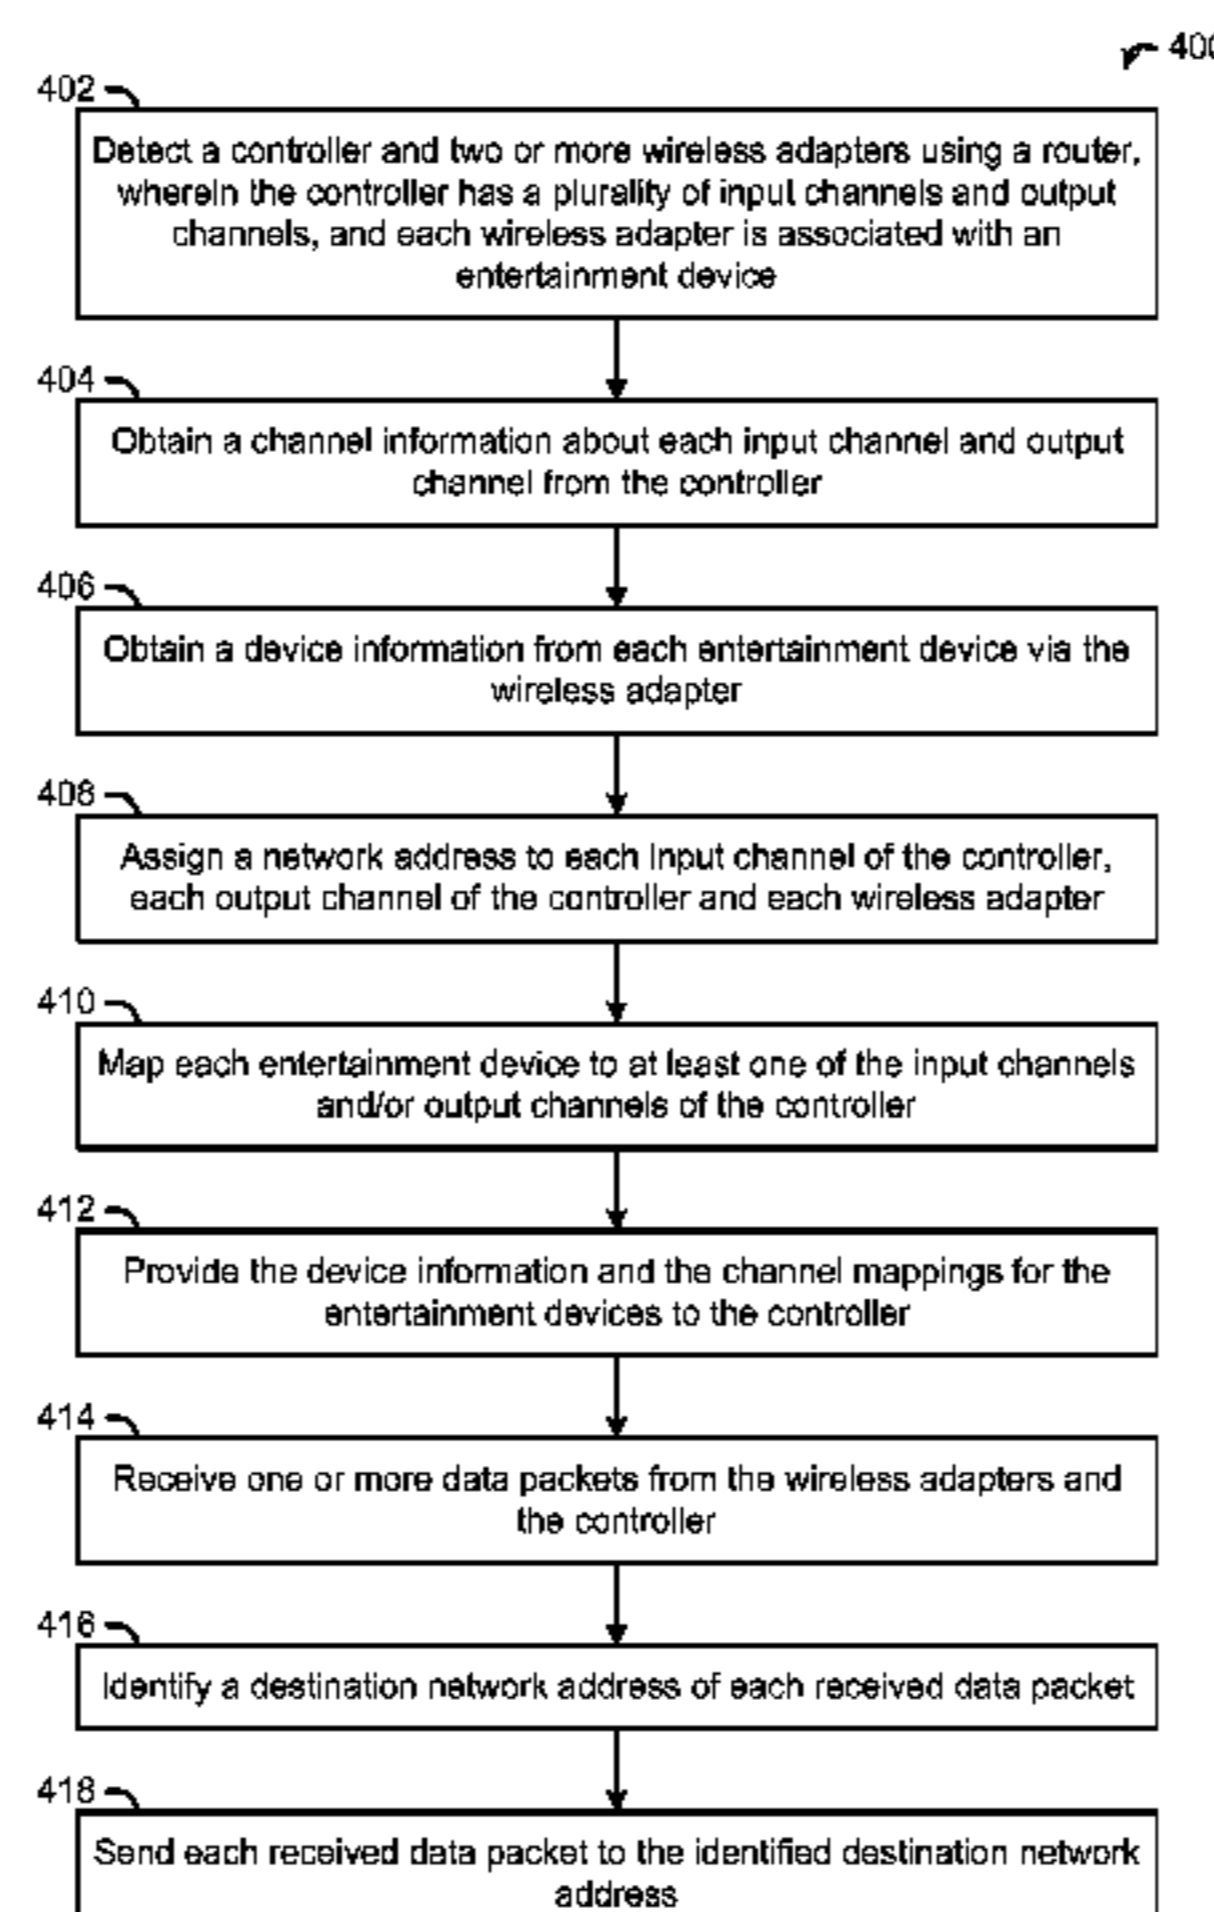 400
402
Detect a controller and two or more wireless adapters using a router,
wherein the controller has a plurality of input channels and output
channels, and each wireless adapter is associated with an
entertainment device
404
Obtain a channel information about each input channel and output
channel from the controller
406
Obtain a device information from each entertainment device via the
wireless adapter
408
Assign a network address to each input channel of the controller,
each output channel of the controller and each wireless adapter
410
Map each entertainment device to at least one of the input channels
and/or output channels of the controller
412
Provide the device information and the channel mappings for the
entertainment devices to the controller
414
Receive one or more data packets from the wireless adapters and
the controller
416
Identify a destination network address of each received data packet
418
Send each received data packet to the identified destination network
address